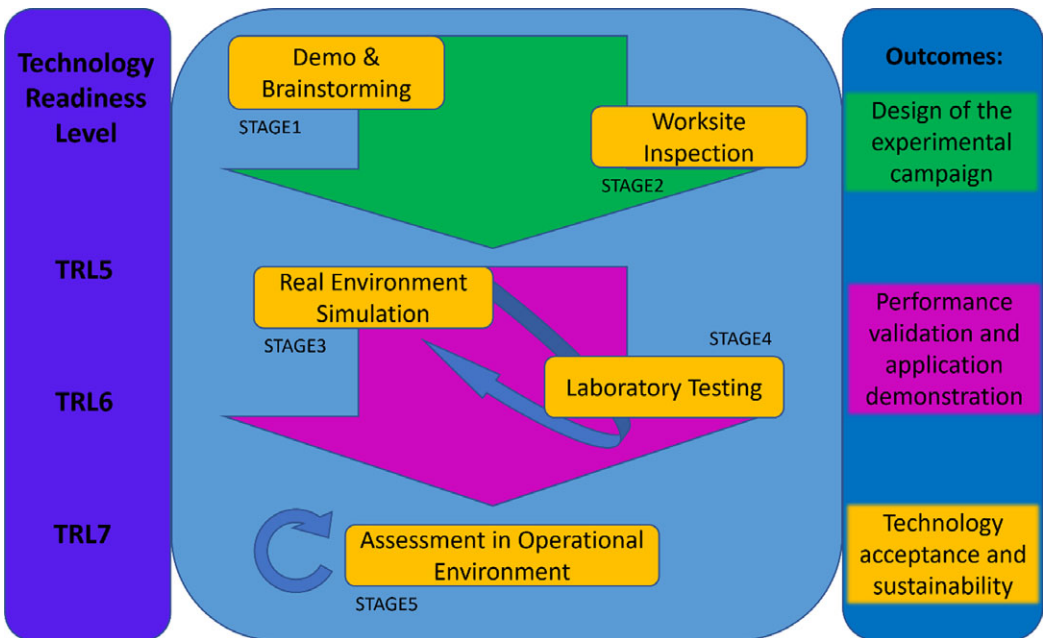 Technology
Readiness
Level
TRL5
TRL6
TRL7
Demo &
Brainstorming
STAGE1
Worksite
Inspection
STAGE2
Real Environment
Simulation
STAGE3
STAGE4
Laboratory Testing
Assessment in Operational
Environment
STAGE5
Outcomes:
Design of the
experimental
campaign
Performance
validation and
application
demonstration
Technology
acceptance and
sustainability